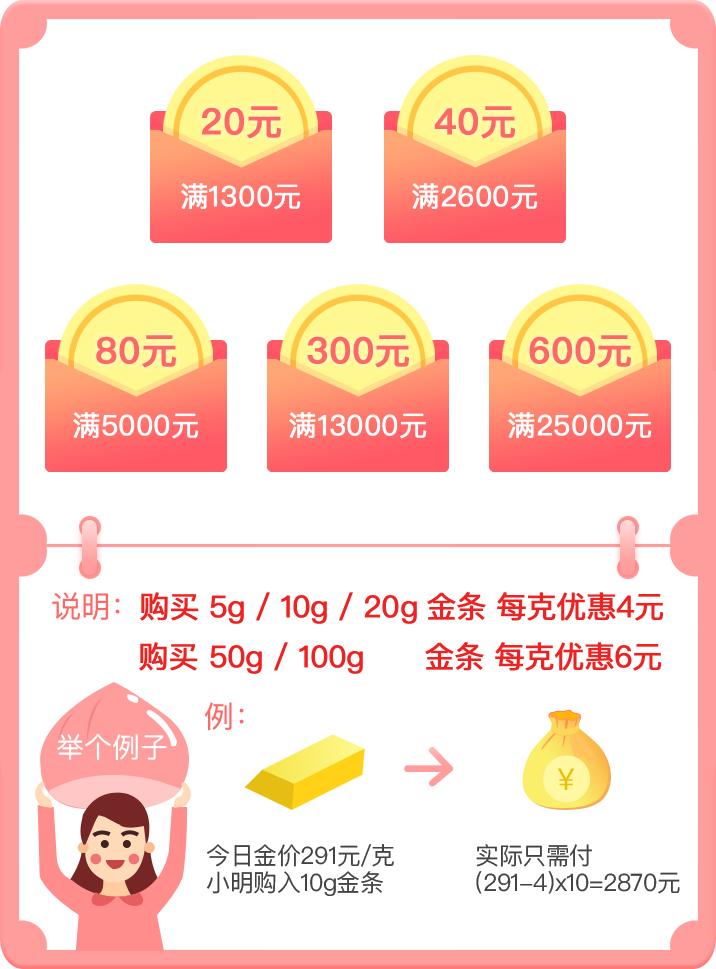 20元
满1300元
40元
满2600元
80元
满5000元
300元
满13000元
600元
满25000元
说明：购买 5g / 10g / 20g 金条 每克优惠4元
购买 50g / 100g 金条 每克优惠6元
举个例子
例：
¥
今日金价291元/克
小明购入10g金条
实际只需付
(291-4)x10=2870元